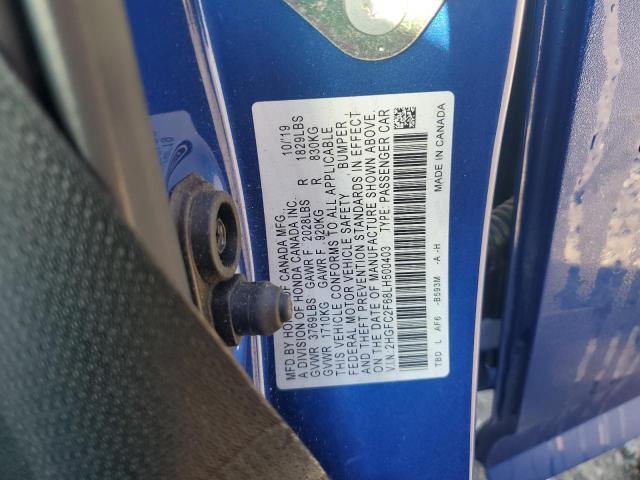 MFD.BY HONDA OF CANADA MFG. 10/19
A DIVISION OF HONDA CANADA INC.
GVWR 3769LBS GAWR F 2028LBS R 1829LBS
GVWR 1710KG GAWR F 920KG R 830KG
THIS VEHICLE CONFORMS TO ALL APPLICABLE
FEDERAL MOTOR VEHICLE SAFETY BUMPER
AND THEFT PREVENTION STANDARDS IN EFFECT
ON THE DATE OF MANUFACTURE SHOWN ABOVE.
V.I.N. 2HGFC2F68LH500403 TYPE: PASSENGER CAR
TBD L AF6 -B593M -A -H MADE IN CANADA